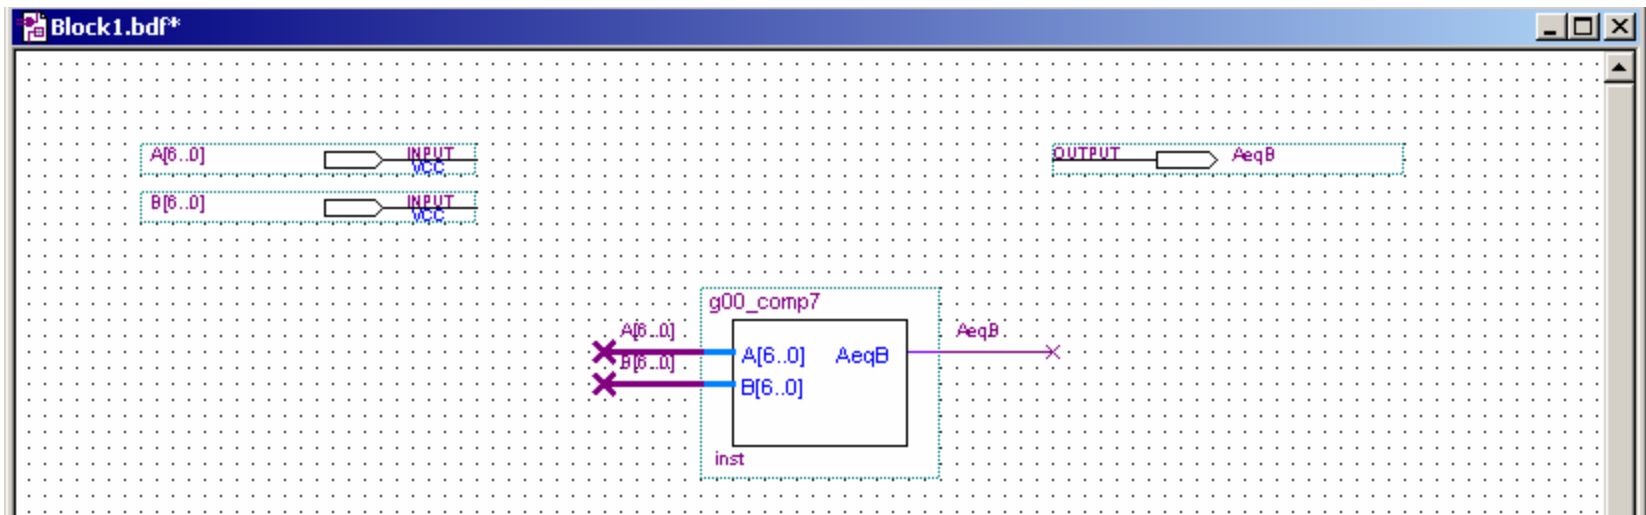 Block1.bdf*
A[6..0] INPUT VCC
OUTPUT AeqB
B[6..0] INPUT VCC
g00_comp7
A[6..0]
AeqB
A[6..0] AeqB
B[6..0]
B[6..0]
inst